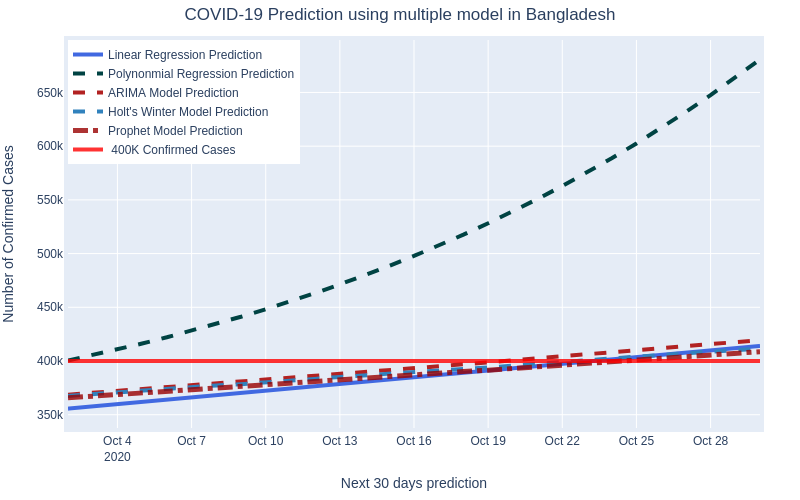 COVID-19 Prediction using multiple model in Bangladesh
Linear Regression Prediction
Polynonmial Regression Prediction
ARIMA Model Prediction
Holt's Winter Model Prediction
Prophet Model Prediction
400K Confirmed Cases
Number of Confirmed Cases
650k
600k
550k
500k
450k
400k
350k
Oct 4 Oct 7 Oct 10 Oct 13 Oct 16 Oct 19 Oct 22 Oct 25 Oct 28
2020
Next 30 days prediction